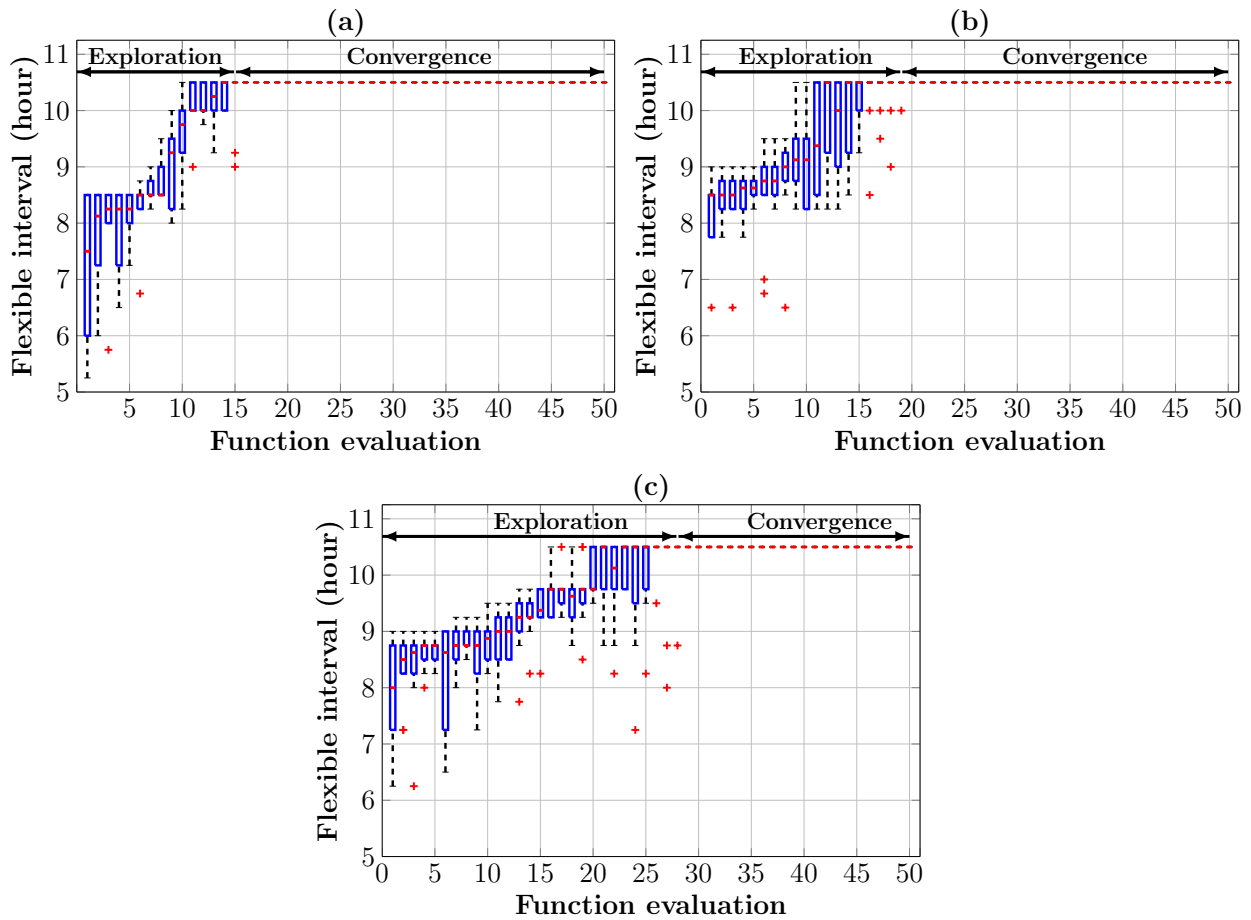 (a)
Exploration
Convergence
Flexible interval (hour)
11
10
9
8
7
6
5
5 10 15 20 25 30 35 40 45 50
Function evaluation
(b)
Exploration
Convergence
Flexible interval (hour)
11
10
9
8
7
6
5
0 5 10 15 20 25 30 35 40 45 50
Function evaluation
(c)
Exploration
Convergence
Flexible interval (hour)
11
10
9
8
7
6
5
0 5 10 15 20 25 30 35 40 45 50
Function evaluation